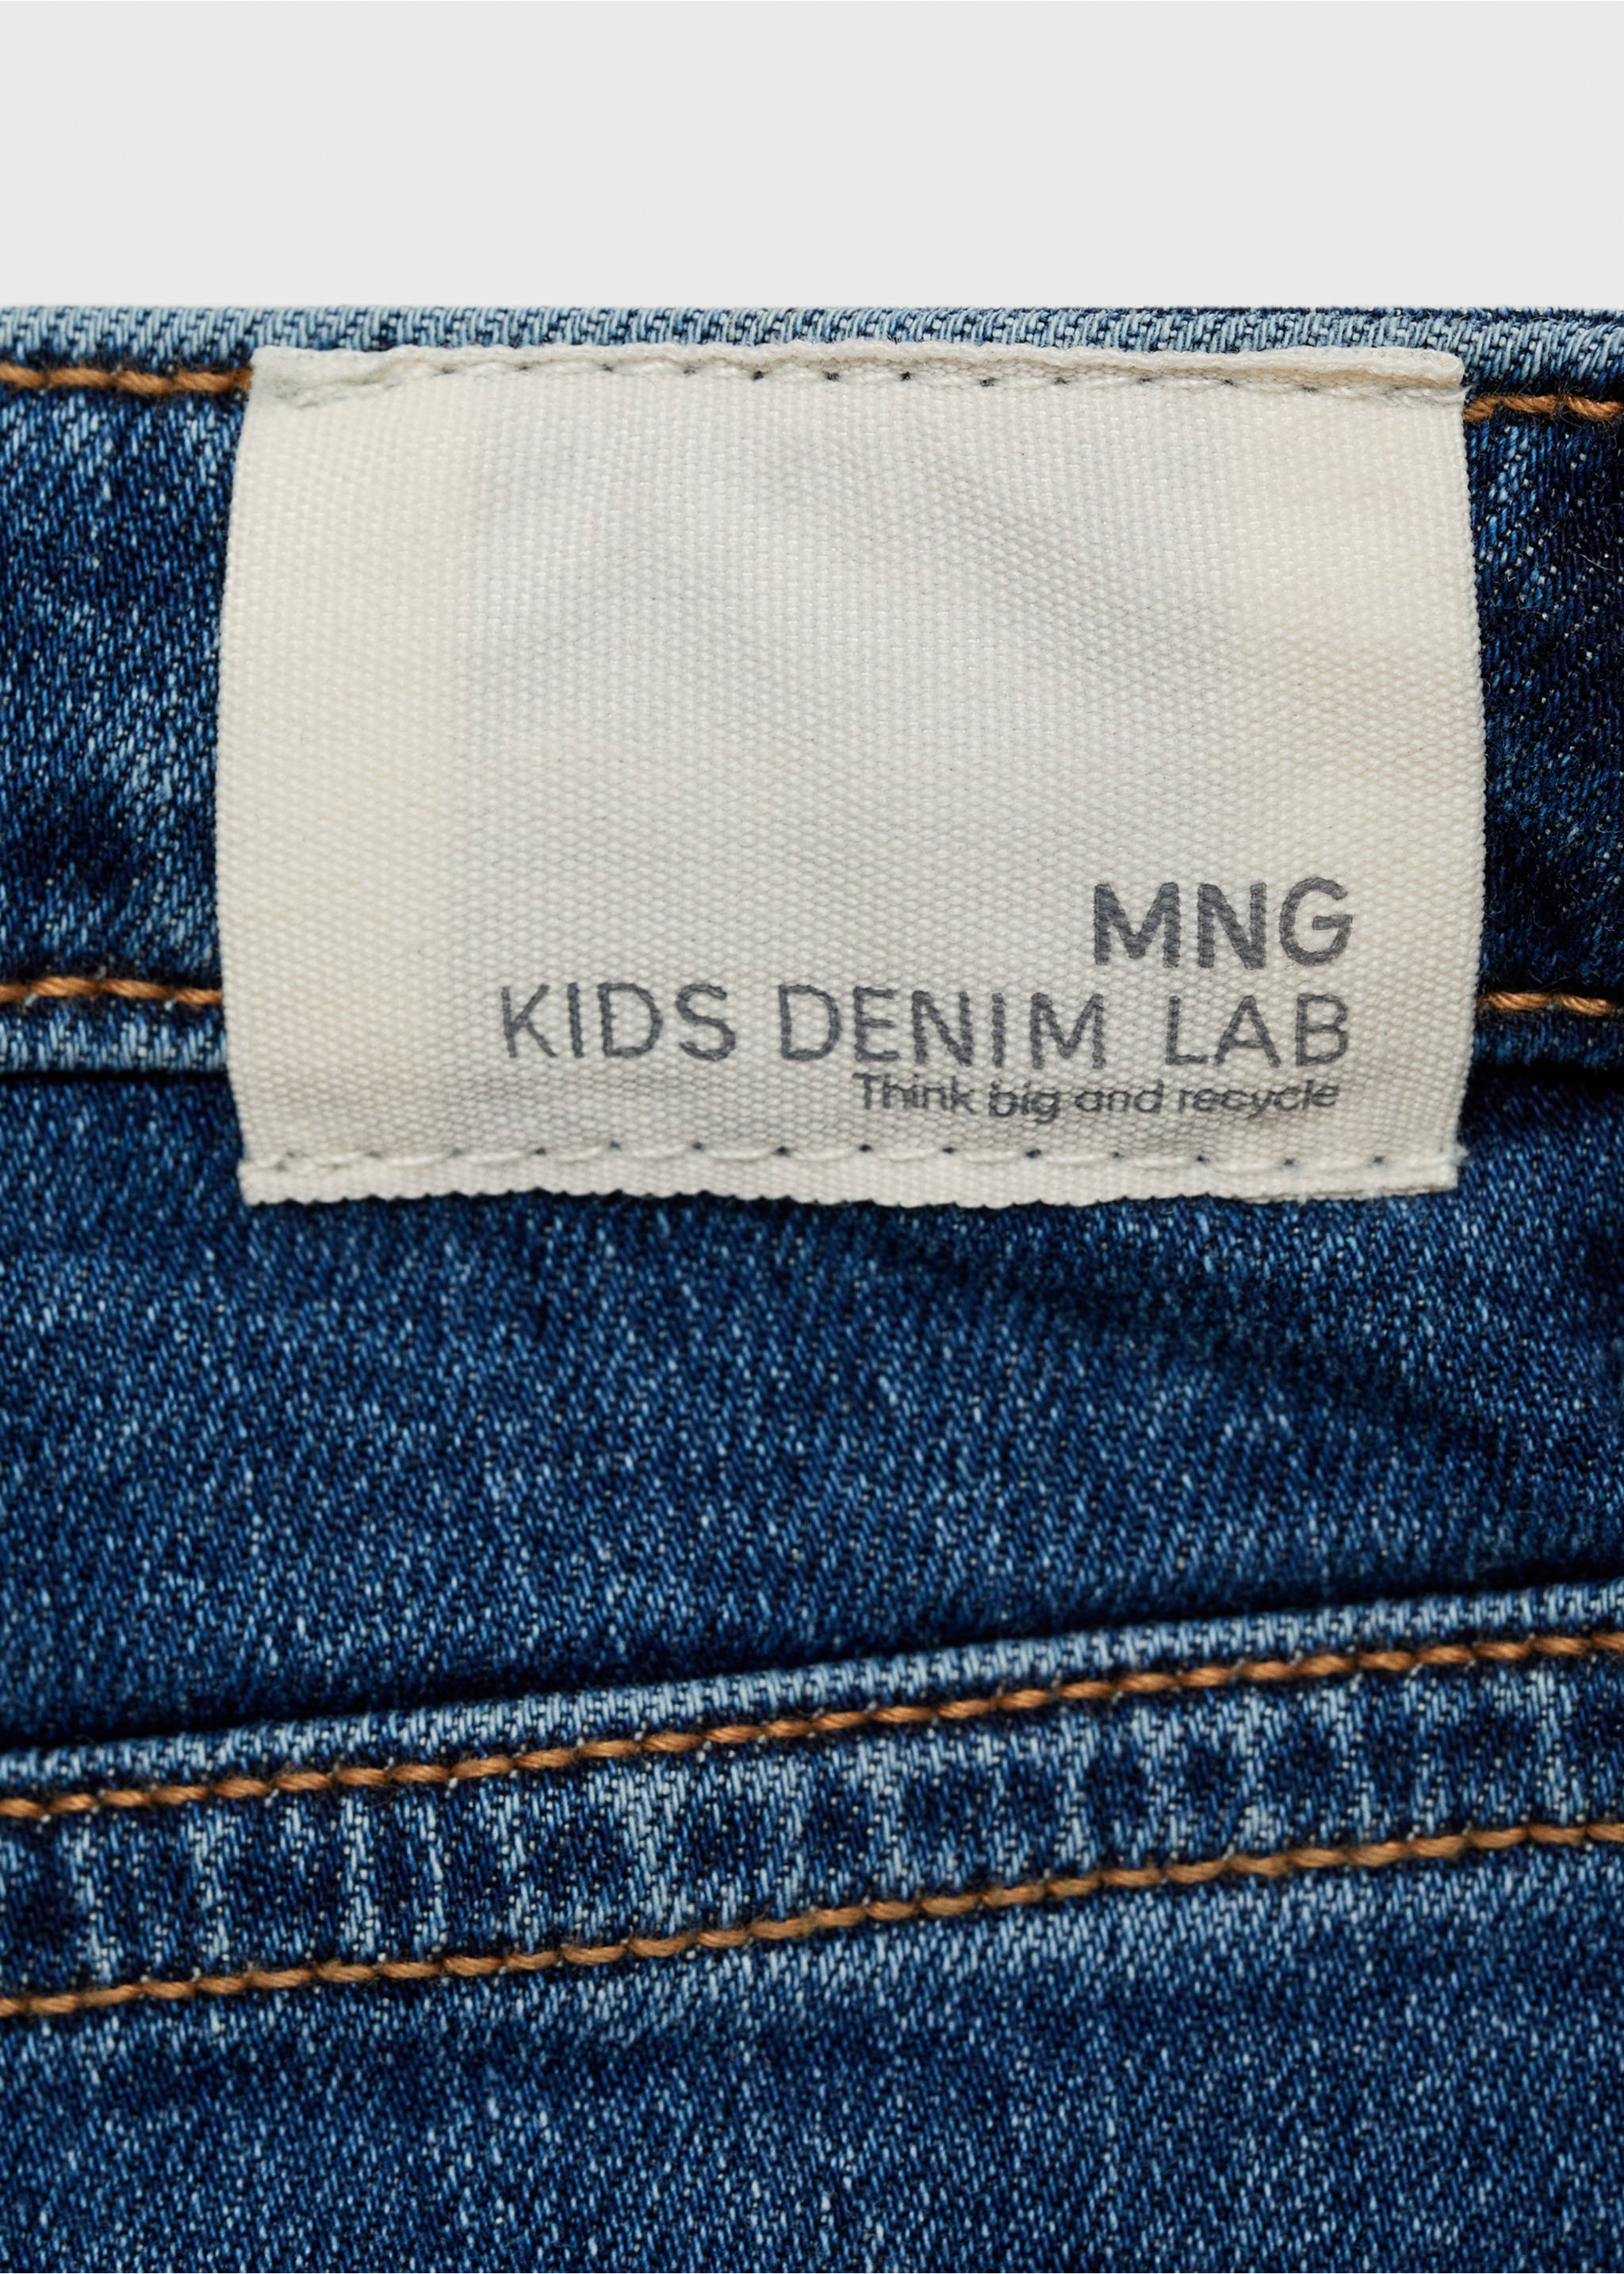 MNG
KIDS DENIM LAB
Think big and recycle